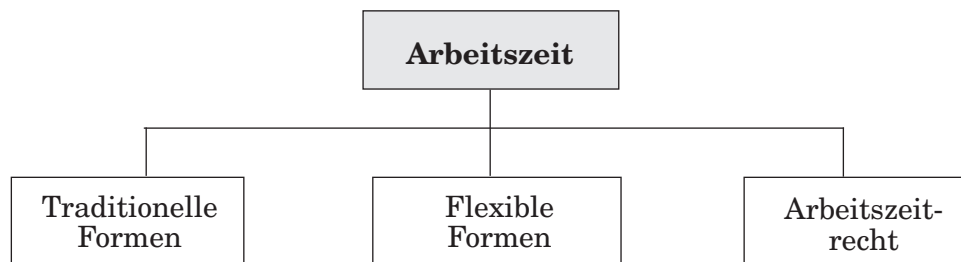 Arbeitszeit
Traditionelle
Formen
Flexible
Formen
Arbeitszeit-
recht